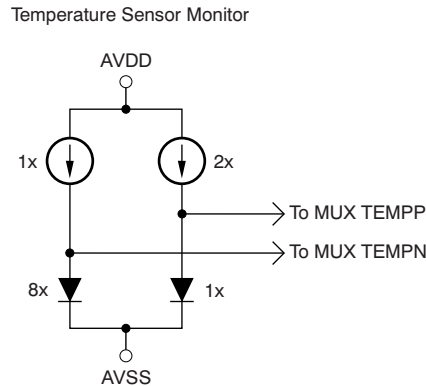 Temperature Sensor Monitor
AVDD
1x
2x
To MUX TEMPP
To MUX TEMPN
8x
1x
AVSS